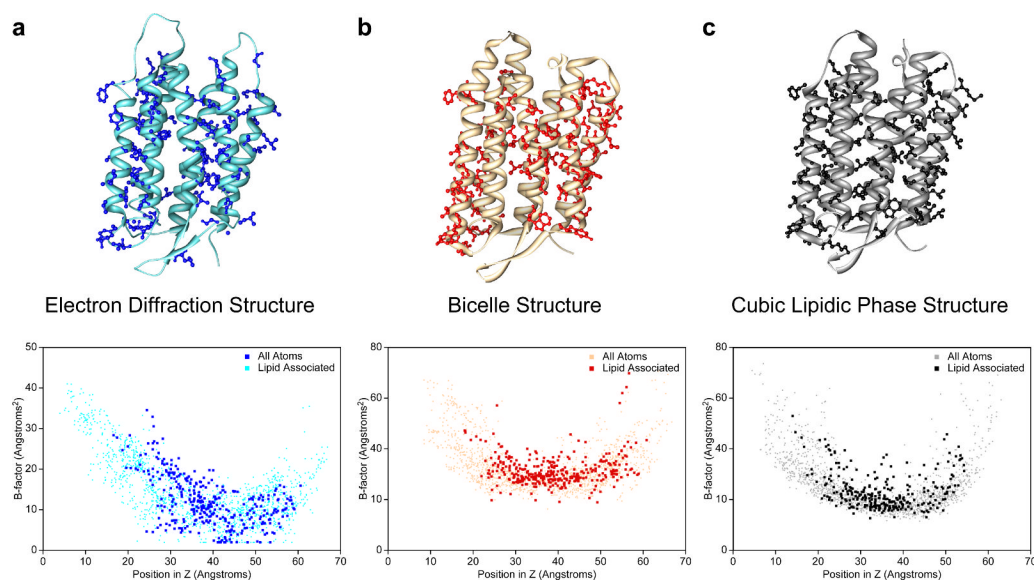 a
b
c
Electron Diffraction Structure
Bicelle Structure
Cubic Lipidic Phase Structure
50
40
30
20
10
0
0
10
20
30
40
50
60
70
B-factor (Angstroms²)
Position in Z (Angstroms)
All Atoms
Lipid Associated
80
60
40
10
0
0
10
20
30
40
50
60
70
B-factor (Angstroms²)
Position in Z (Angstroms)
All Atoms
Lipid Associated
80
60
40
10
0
0
10
20
30
40
50
60
70
B-factor (Angstroms²)
Position in Z (Angstroms)
All Atoms
Lipid Associated